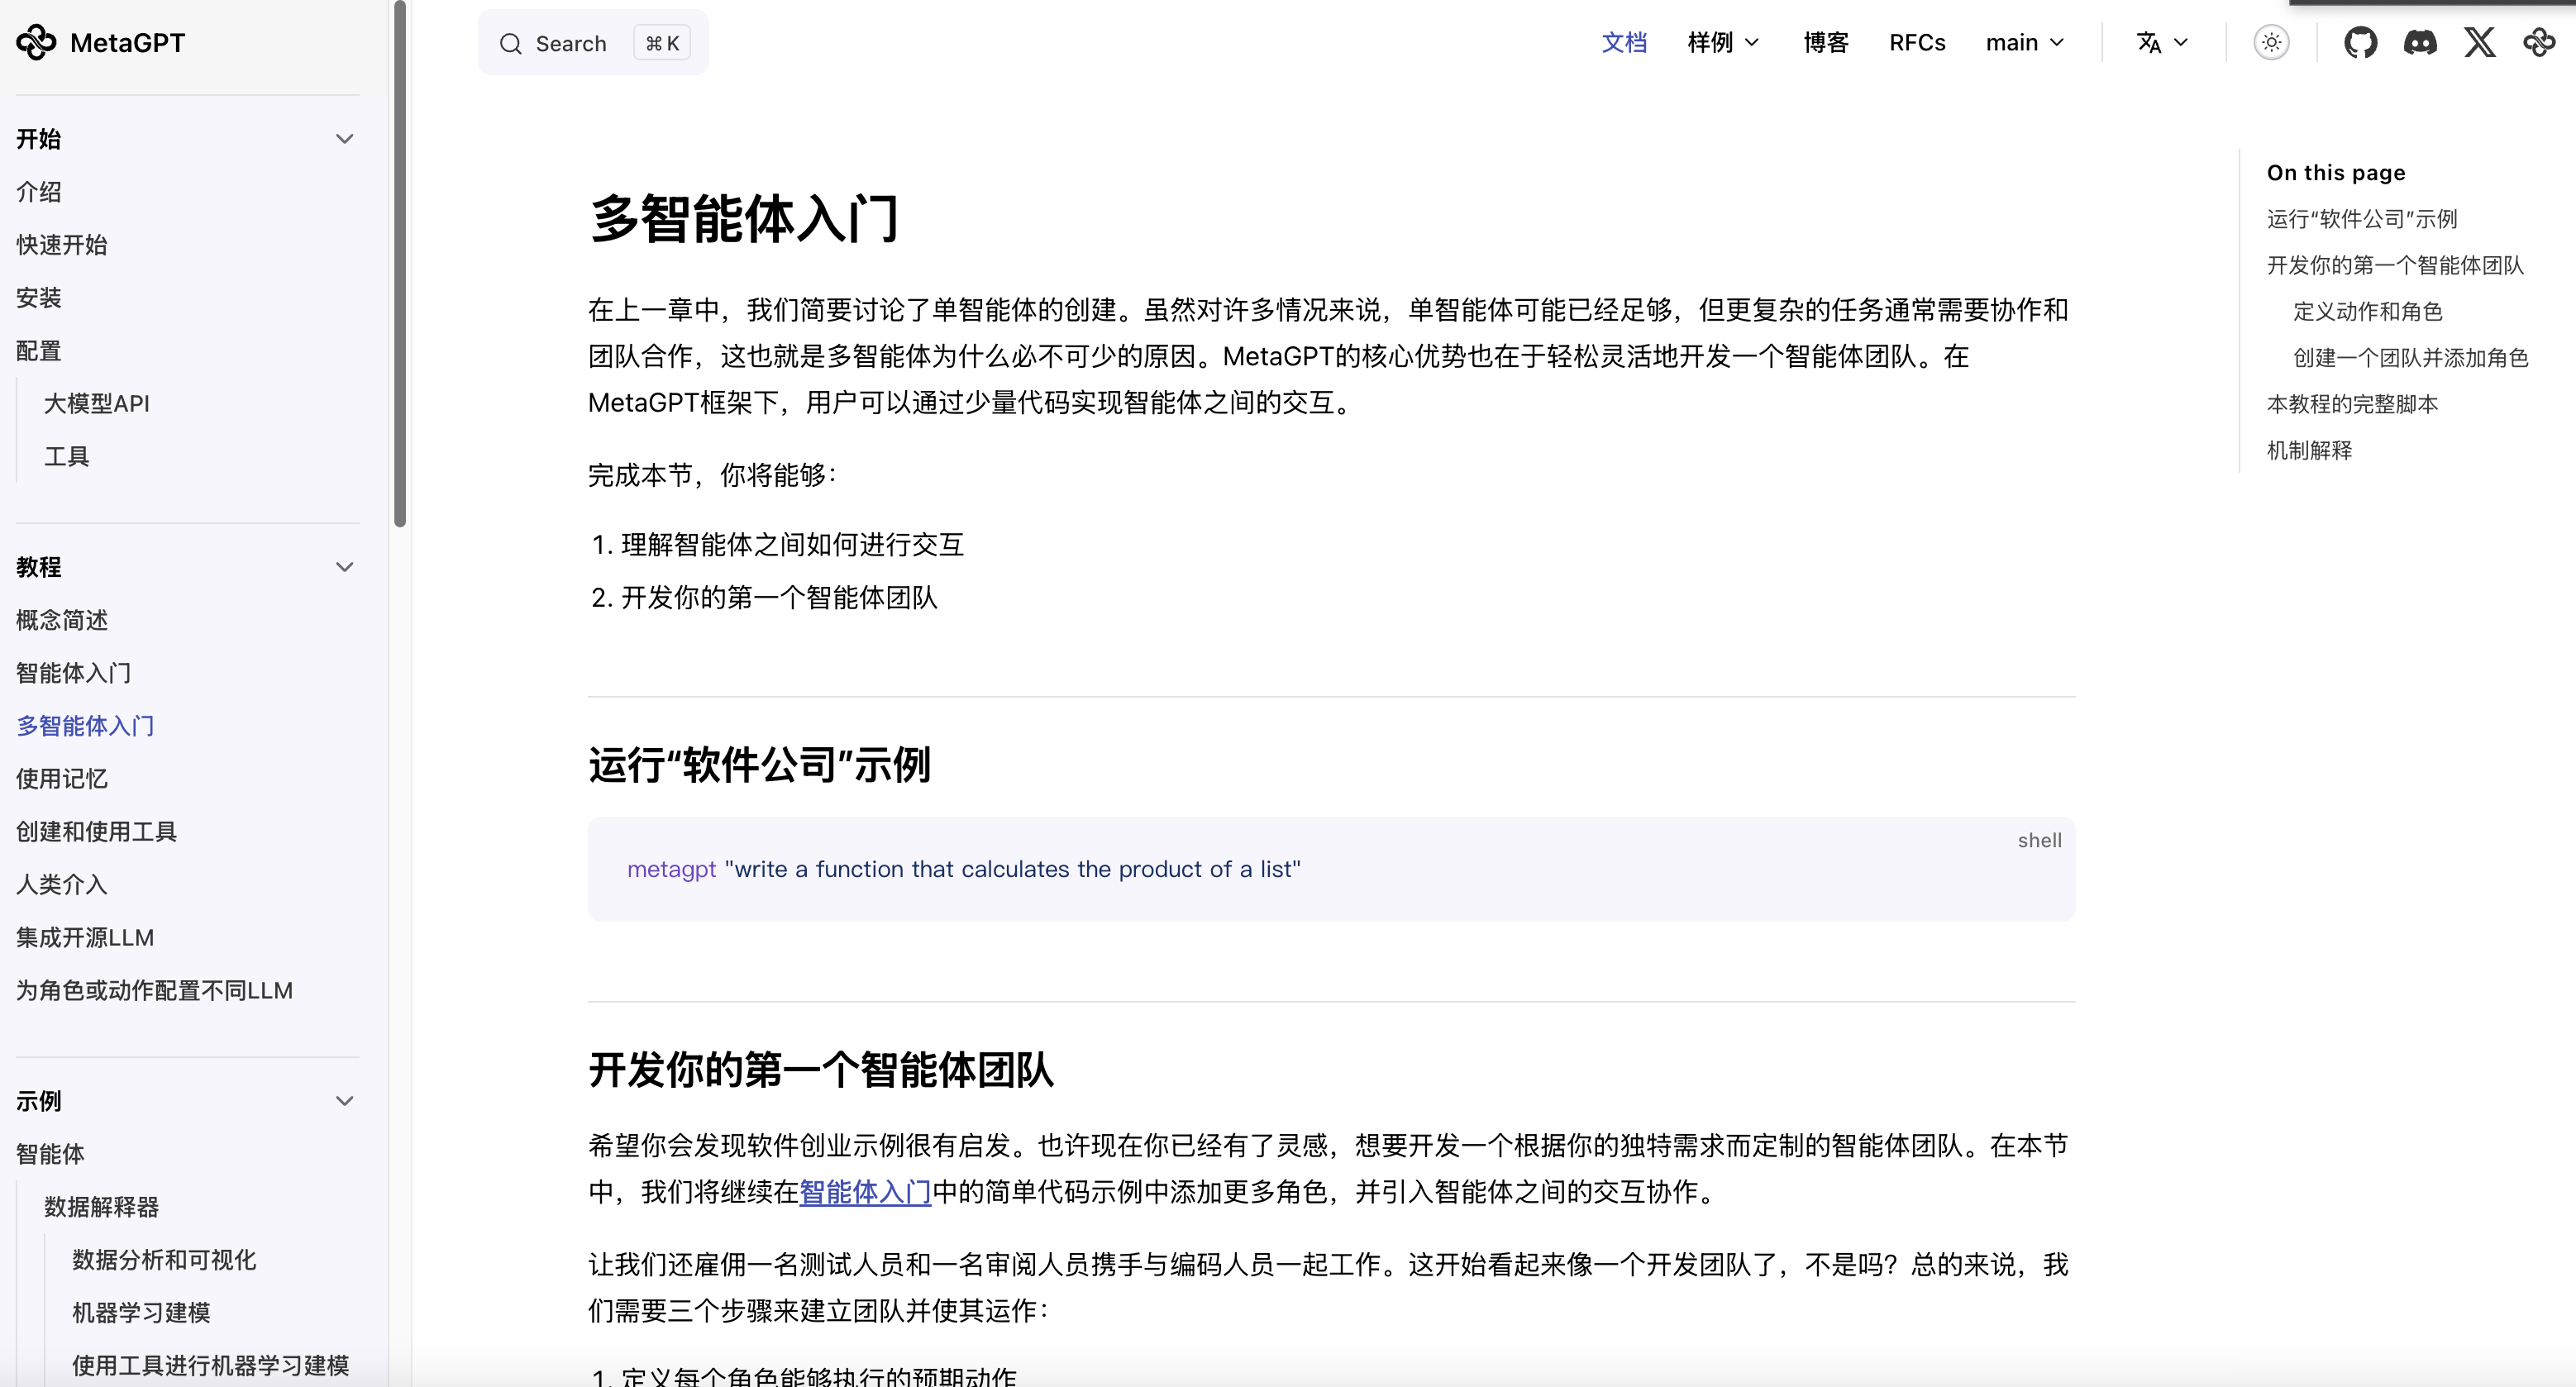 MetaGPT
Search ⌘ K
文档 样例 博客 RFCs main
开始
介绍
快速开始
安装
配置
大模型API
工具
教程
概念简述
智能体入门
多智能体入门
使用记忆
创建和使用工具
人类介入
集成开源LLM
为角色或动作配置不同LLM
示例
智能体
数据解释器
数据分析和可视化
机器学习建模
使用工具进行机器学习建模
多智能体入门
在上一章中，我们简要讨论了单智能体的创建。虽然对许多情况来说，单智能体可能已经足够，但更复杂的任务通常需要协作和
团队合作，这也就是多智能体为什么必不可少的原因。MetaGPT的核心优势也在于轻松灵活地开发一个智能体团队。在
MetaGPT框架下，用户可以通过少量代码实现智能体之间的交互。
完成本节，你将能够：
1. 理解智能体之间如何进行交互
2. 开发你的第一个智能体团队
运行“软件公司”示例
shell
metagpt "write a function that calculates the product of a list"
开发你的第一个智能体团队
希望你会发现软件创业示例很有启发。也许现在你已经有了灵感，想要开发一个根据你的独特需求而定制的智能体团队。在本节
中，我们将继续在智能体入门中的简单代码示例中添加更多角色，并引入智能体之间的交互协作。
让我们还雇佣一名测试人员和一名审阅人员携手与编码人员一起工作。这开始看起来像一个开发团队了，不是吗？总的来说，我
们需要三个步骤来建立团队并使其运作：
1. 定义每个角色能够执行的预期动作
On this page
运行“软件公司”示例
开发你的第一个智能体团队
定义动作和角色
创建一个团队并添加角色
本教程的完整脚本
机制解释